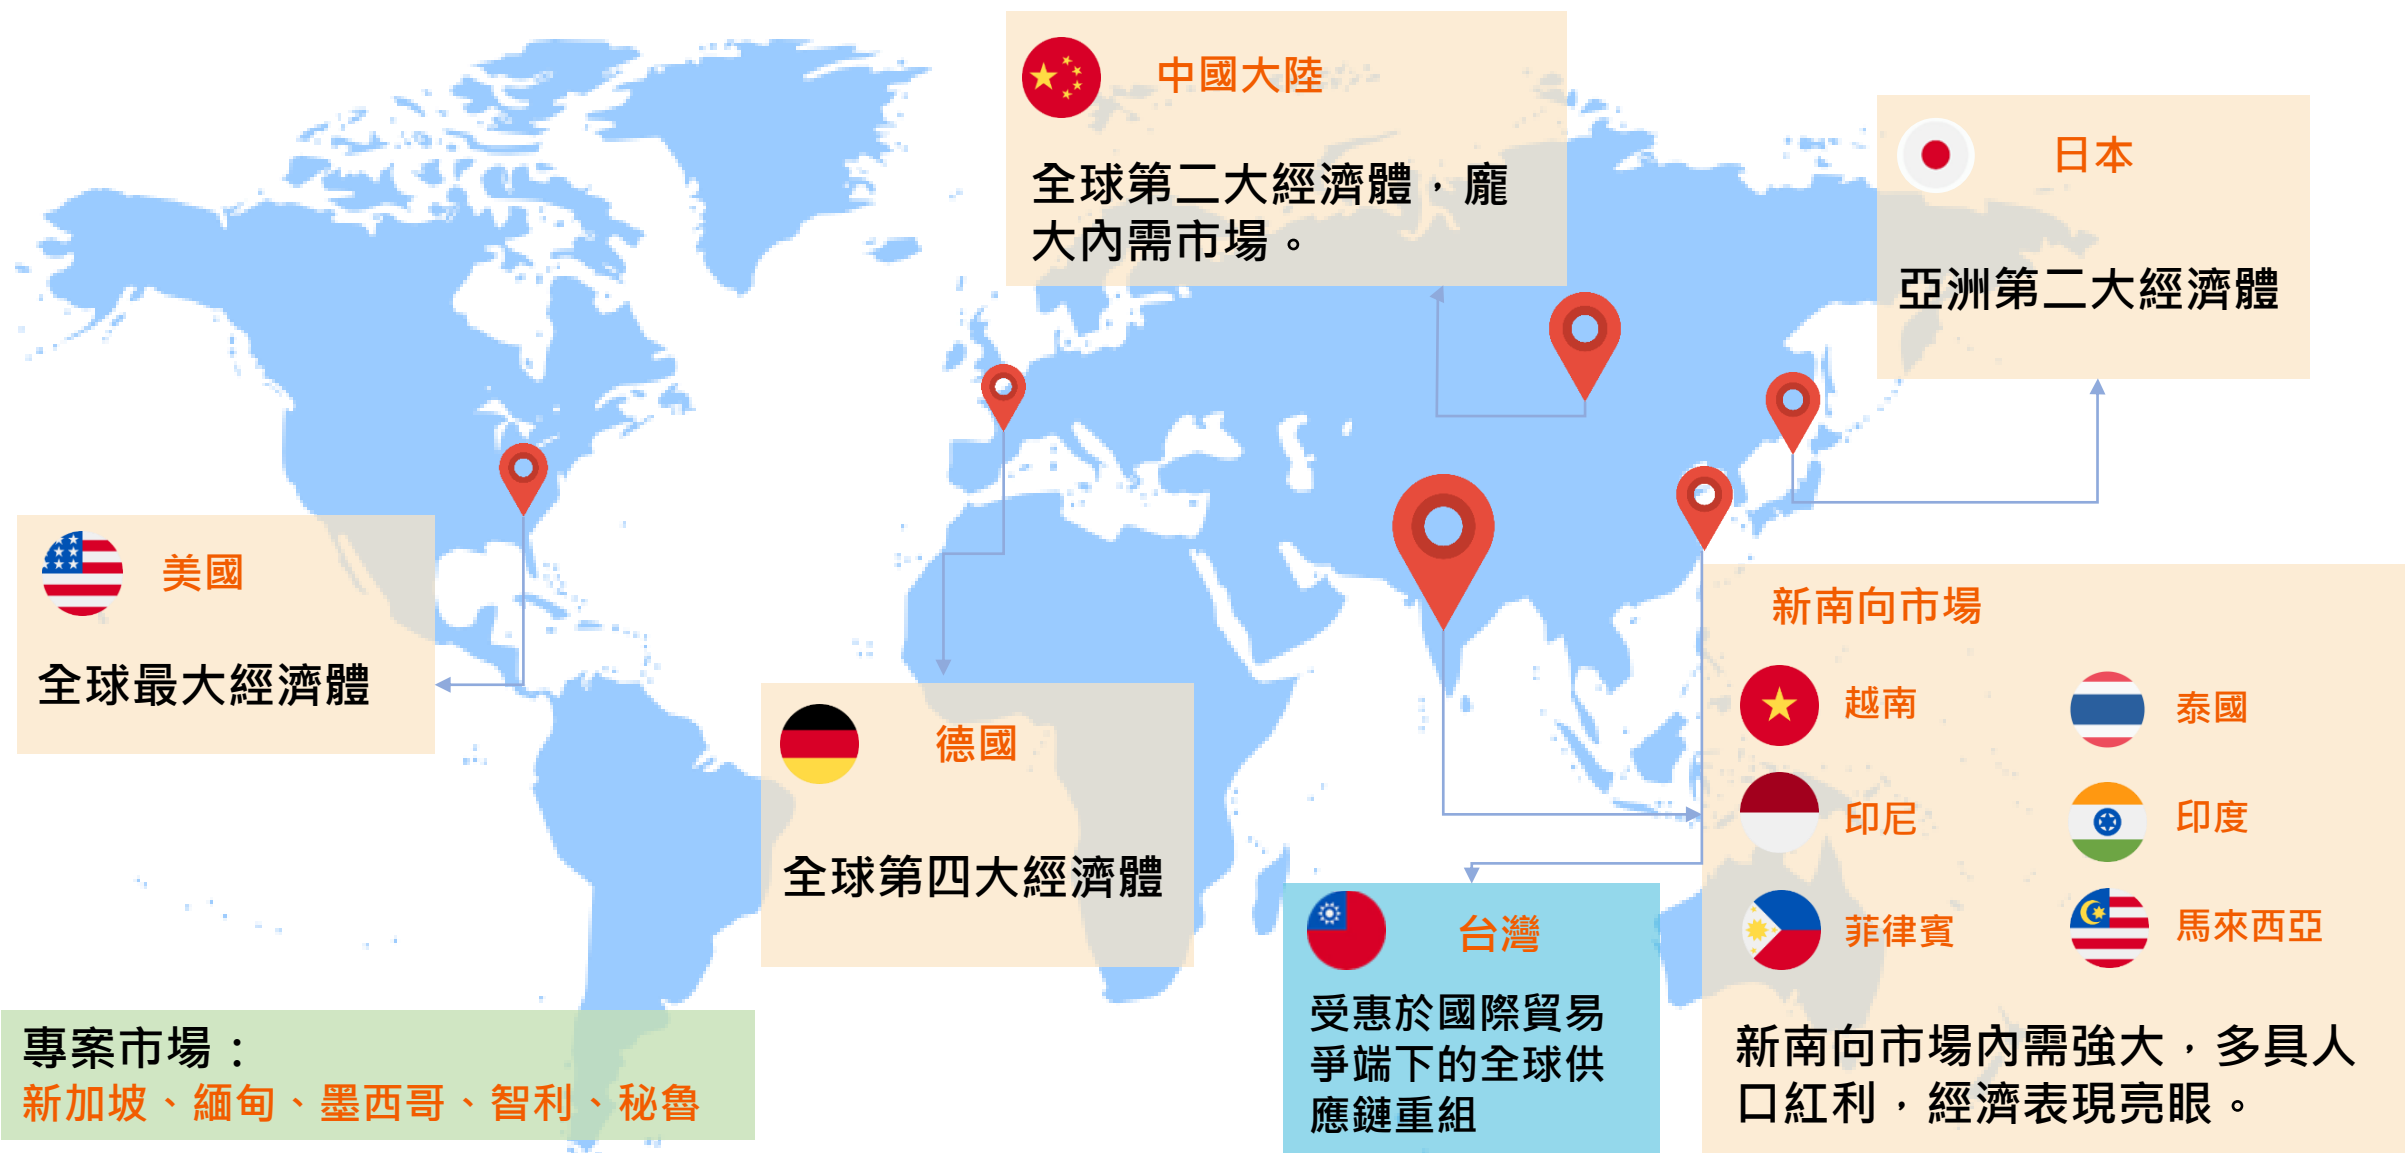 中國大陸
全球第二大經濟體，龐
大內需市場。
日本
亞洲第二大經濟體
美國
全球最大經濟體
德國
全球第四大經濟體
新南向市場
越南
泰國
印尼
印度
菲律賓
馬來西亞
新南向市場內需強大，多具人
口紅利，經濟表現亮眼。
台灣
受惠於國際貿易
爭端下的全球供
應鏈重組
專案市場：
新加坡、緬甸、墨西哥、智利、秘魯